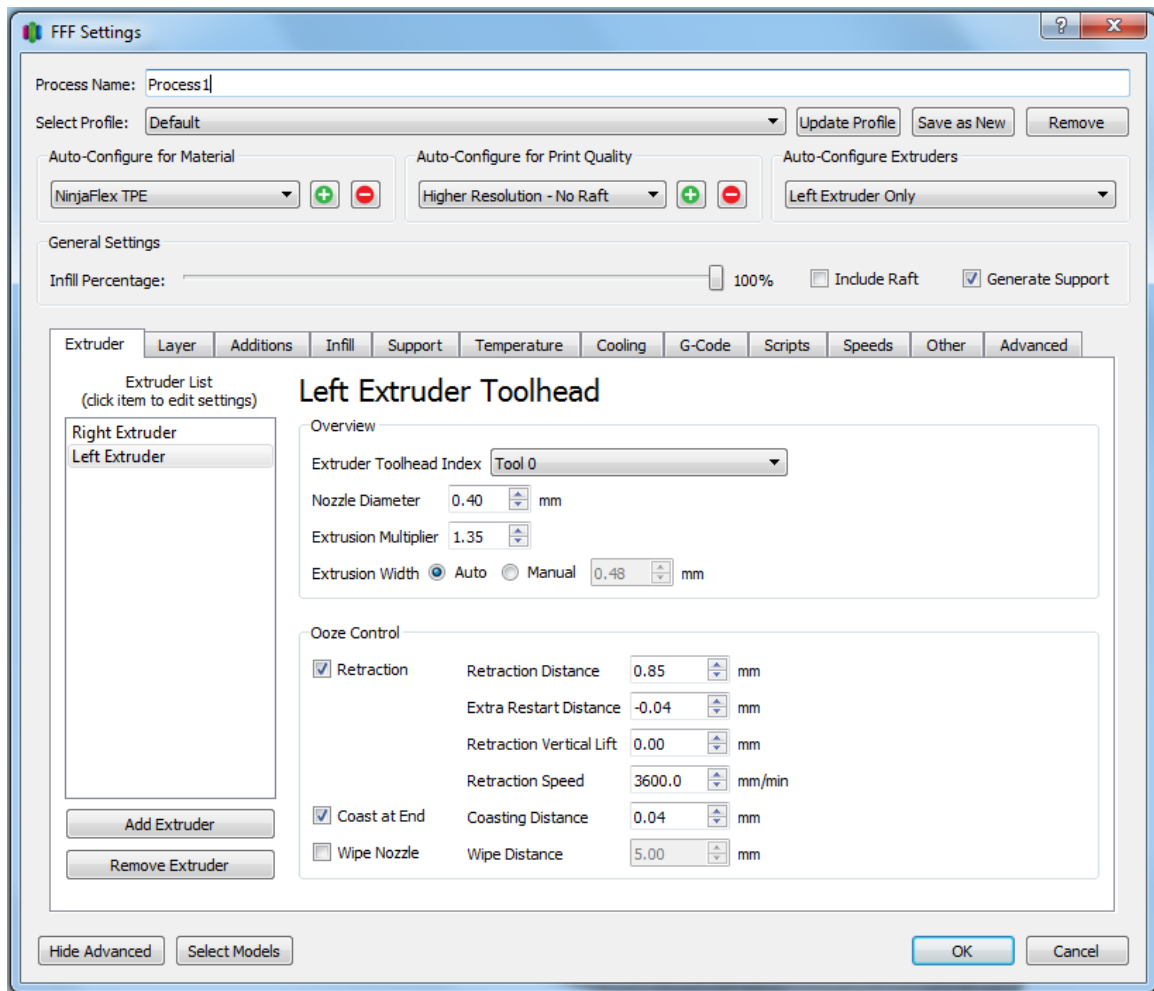 FFF Settings
Process Name: Process1
Select Profile: Default Update Profile Save as New Remove
Auto-Configure for Material Auto-Configure for Print Quality Auto-Configure Extruders
NinjaFlex TPE Higher Resolution - No Raft Left Extruder Only
General Settings
Infill Percentage: 100% Include Raft Generate Support
Extruder Layer Additions Infill Support Temperature Cooling G-Code Scripts Speeds Other Advanced
Extruder List
(click item to edit settings)
Right Extruder
Left Extruder
Add Extruder
Remove Extruder
Left Extruder Toolhead
Overview
Extruder Toolhead Index Tool 0
Nozzle Diameter 0.40 mm
Extrusion Multiplier 1.35
Extrusion Width Auto Manual 0.48 mm
Ooze Control
Retraction Retraction Distance 0.85 mm
Extra Restart Distance -0.04 mm
Retraction Vertical Lift 0.00 mm
Retraction Speed 3600.0 mm/min
Coast at End Coasting Distance 0.04 mm
Wipe Nozzle Wipe Distance 5.00 mm
Hide Advanced Select Models OK Cancel